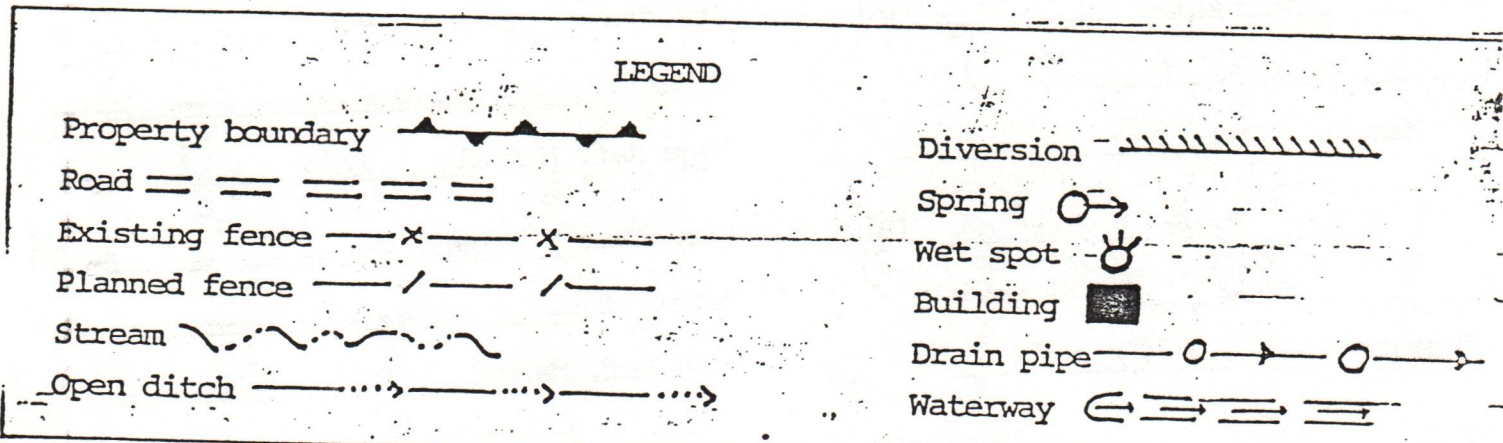 LEGEND
Property boundary
Road
Existing fence
Planned fence
Stream
Open ditch
Diversion
Spring
Wet spot
Building
Drain pipe
Waterway